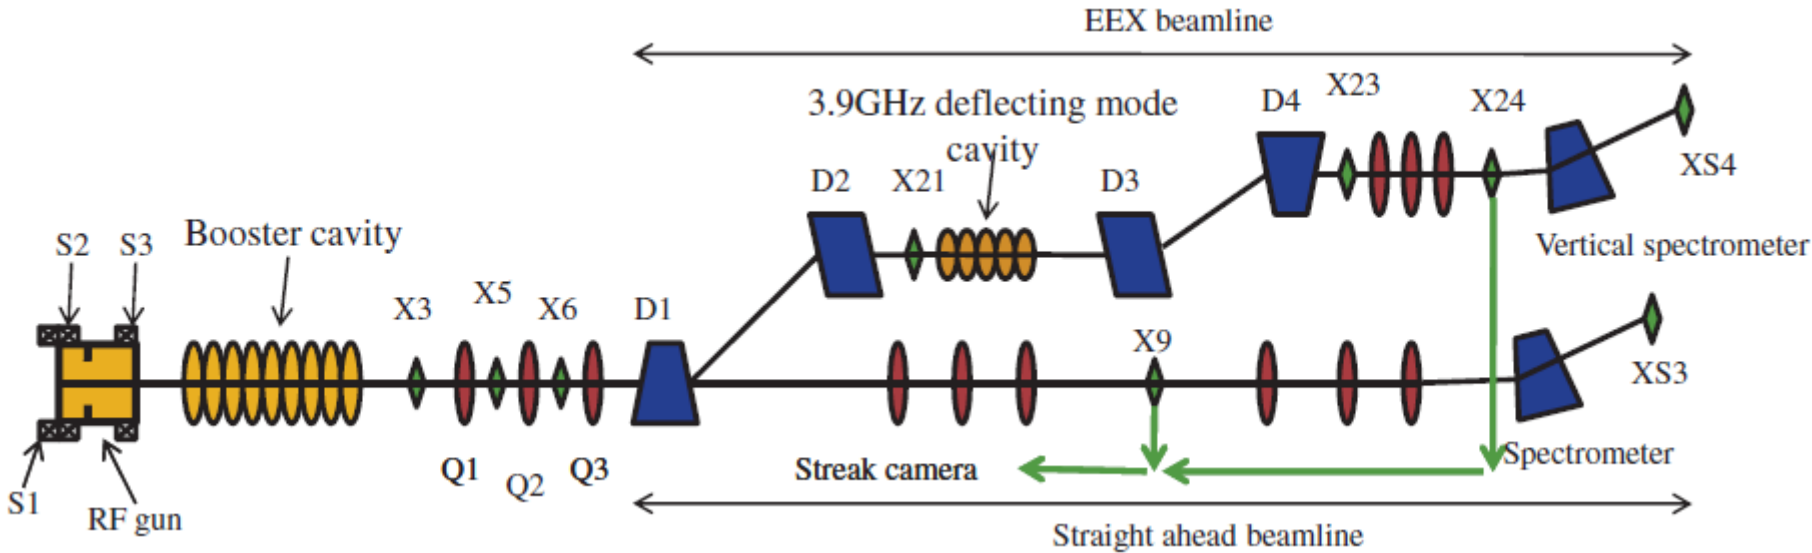 EEX beamline
3.9GHz deflecting mode
cavity
D4
X23
X24
D2
X21
D3
XS4
S2
S3
Booster cavity
Vertical spectrometer
X3
X5
X6
D1
X9
XS3
Q1
Q2
Q3
Streak camera
Spectrometer
S1
RF gun
Straight ahead beamline